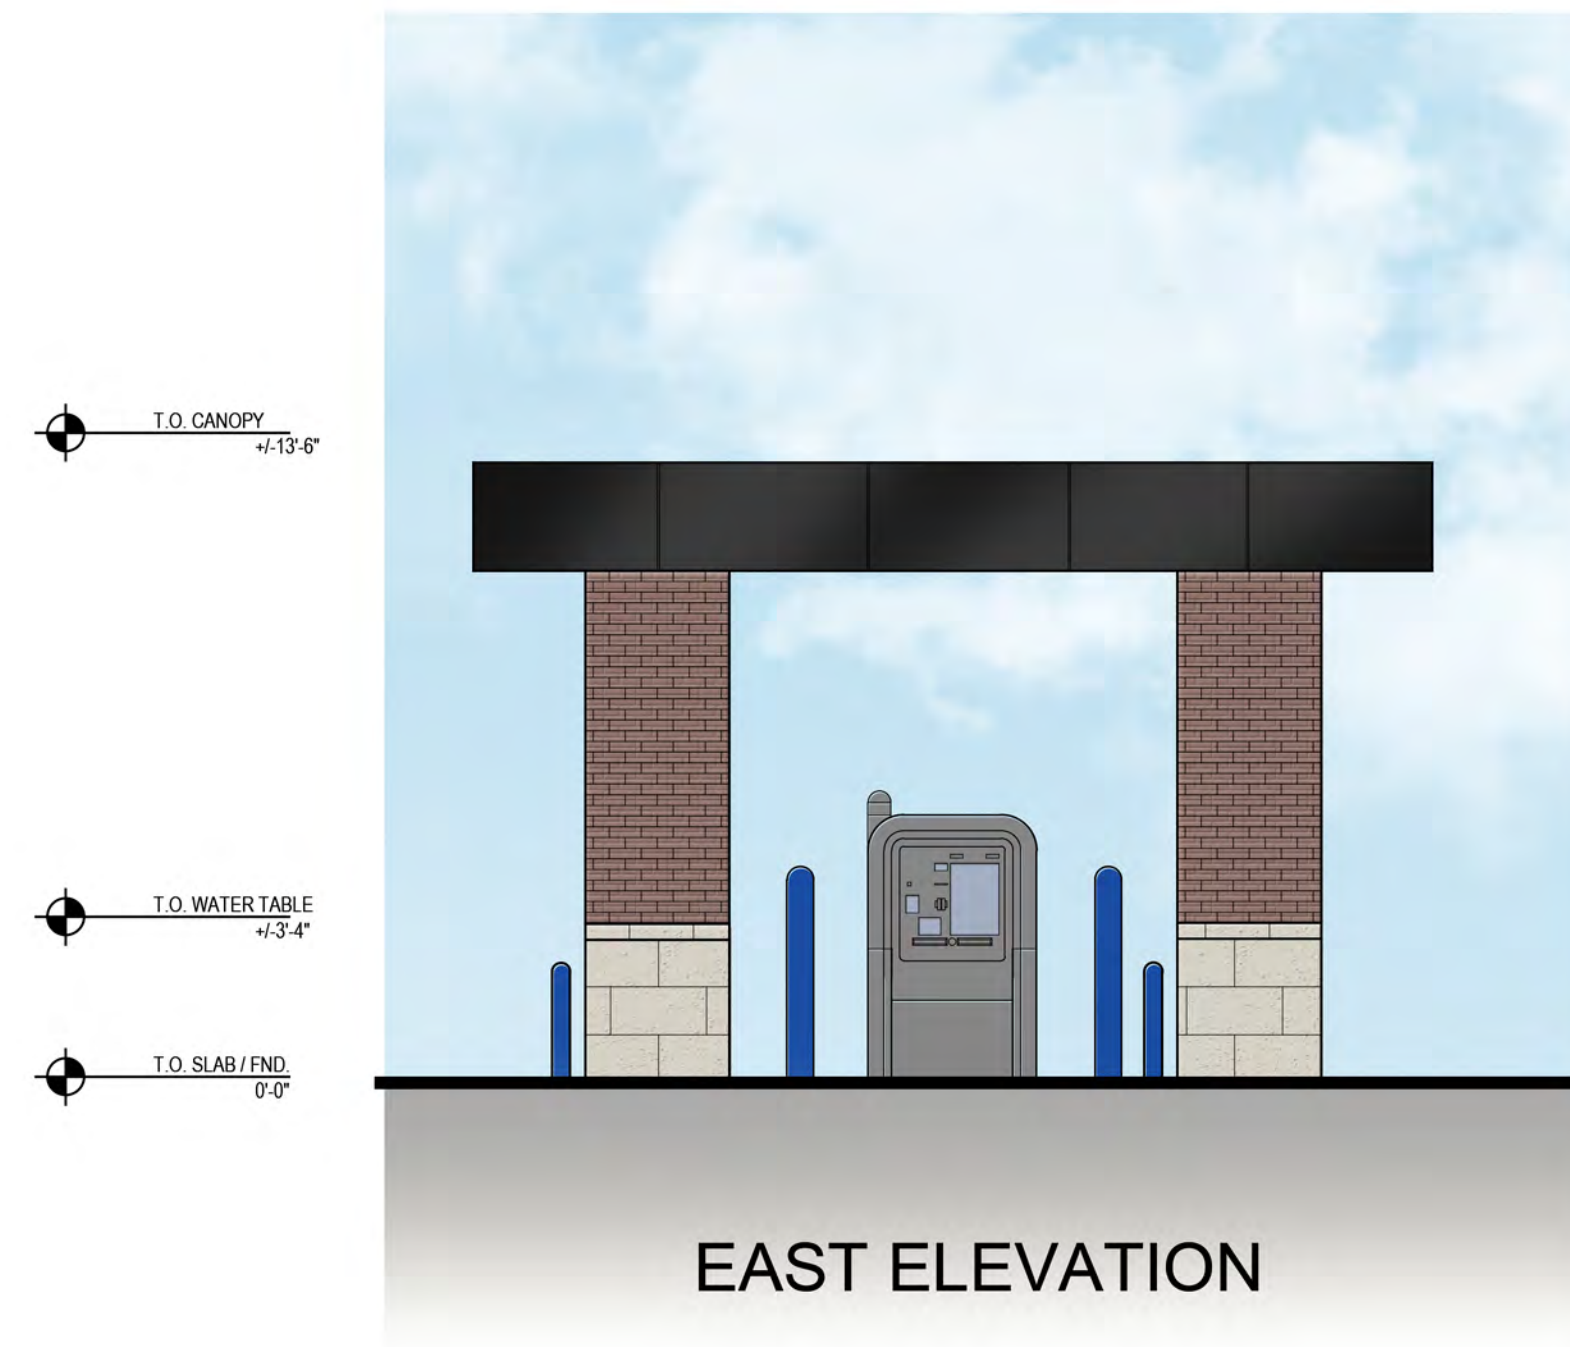 T.O. CANOPY
+/-13'-6"
T.O. WATER TABLE
+/-3'-4"
T.O. SLAB / FND.
0'-0"
EAST ELEVATION